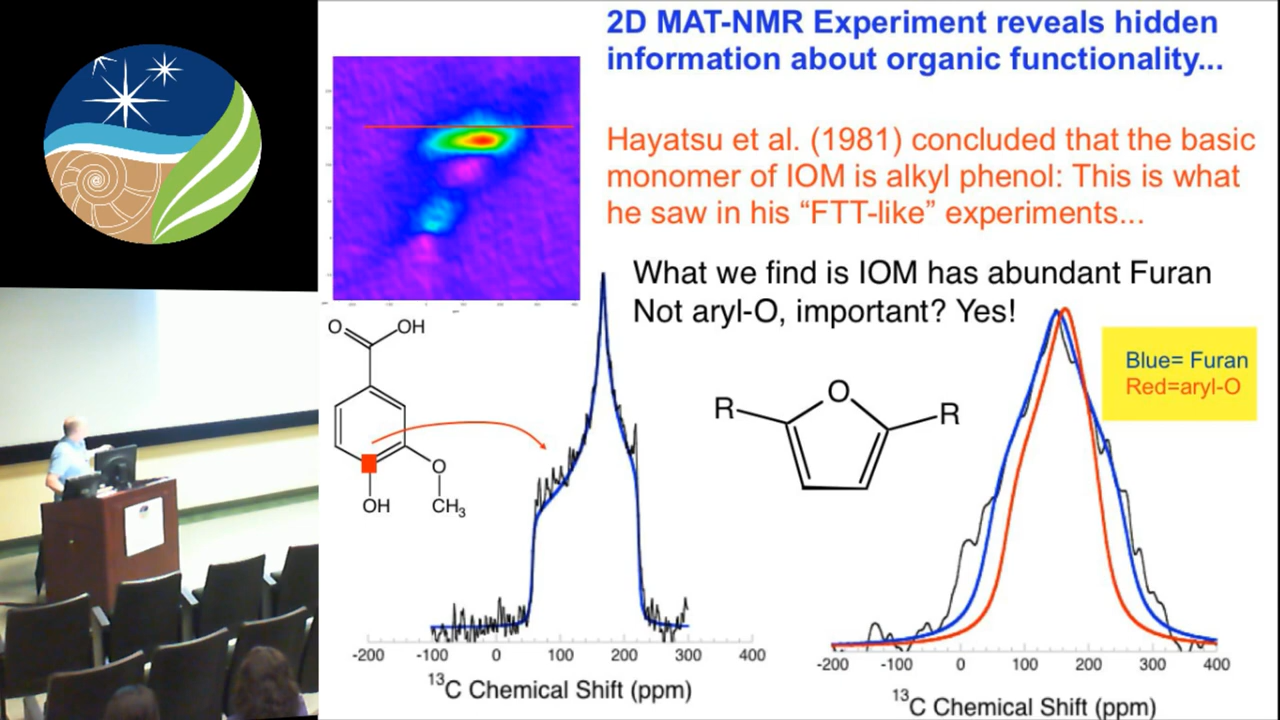 2D MAT-NMR Experiment reveals hidden
information about organic functionality...
Hayatsu et al. (1981) concluded that the basic
monomer of IOM is alkyl phenol: This is what
he saw in his “FTT-like” experiments...
What we find is IOM has abundant Furan
Not aryl-O, important? Yes!
Blue= Furan
Red=aryl-O
O
OH
O
OH
CH3
R
O
R
-200 -100 0 100 200 300 400
13C Chemical Shift (ppm)
-200 -100 0 100 200 300 400
13C Chemical Shift (ppm)